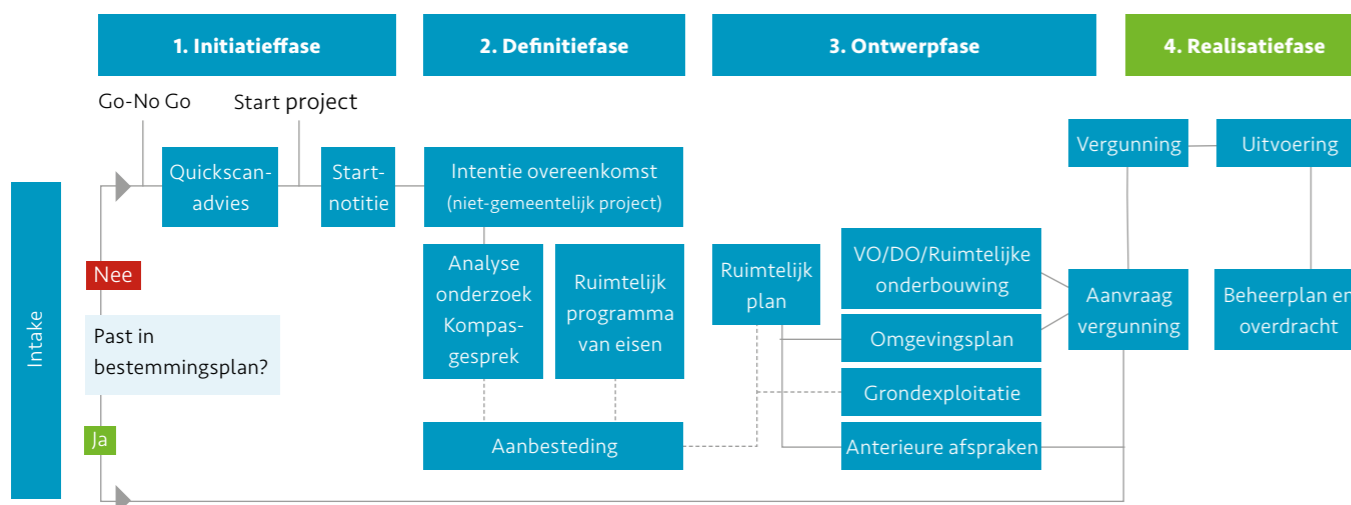 1. Initiatieffase
2. Definitiefase
3. Ontwerpfase
4. Realisatiefase
Go-No Go
Start project
Quickscan-
advies
Start-
notitie
Intentie overeenkomst
(niet-gemeentelijk project)
Vergunning
Uitvoering
Intake
Nee
Past in
bestemmingsplan?
Ja
Analyse
onderzoek
Kompas-
gesprek
Ruimtelijk
programma
van eisen
Aanbesteding
Ruimtelijk
plan
VO/DO/Ruimtelijke
onderbouwing
Omgevingsplan
Grondexploitatie
Anterieure afspraken
Aanvraag
vergunning
Beheerplan en
overdracht